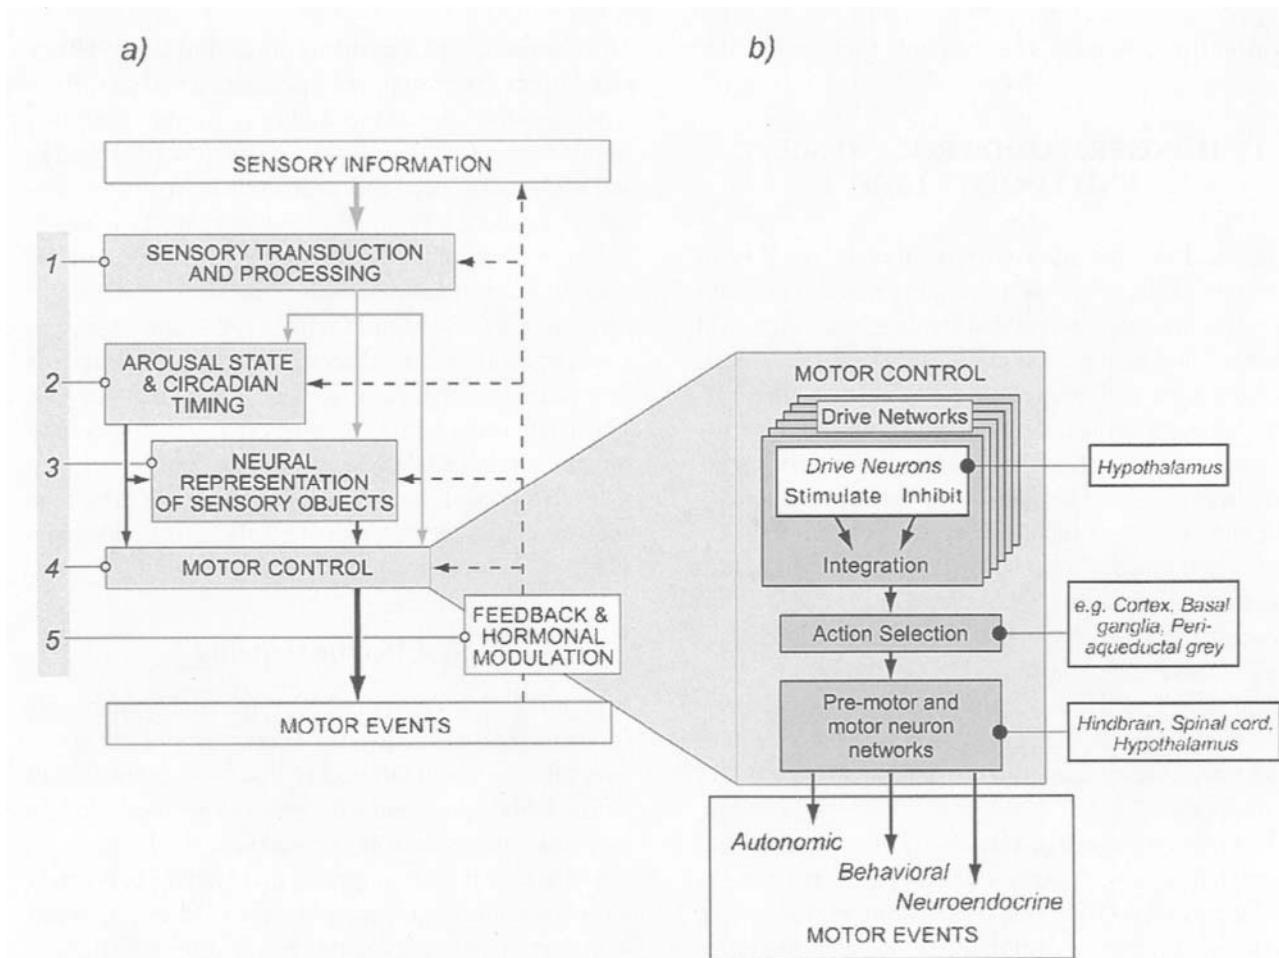 a)
SENSORY INFORMATION
1
SENSORY TRANSDUCTION
AND PROCESSING
2
AROUSAL STATE
& CIRCADIAN
TIMING
3
NEURAL
REPRESENTATION
OF SENSORY OBJECTS
4
MOTOR CONTROL
5
FEEDBACK &
HORMONAL
MODULATION
MOTOR EVENTS
b)
MOTOR CONTROL
Drive Networks
Drive Neurons
Stimulate Inhibit
Integration
Hypothalamus
Action Selection
e.g. Cortex. Basal
ganglia, Peri-
aqueductal grey
Pre-motor and
motor neuron
networks
Hindbrain, Spinal cord.
Hypothalamus
Autonomic
Behavioral
Neuroendocrine
MOTOR EVENTS